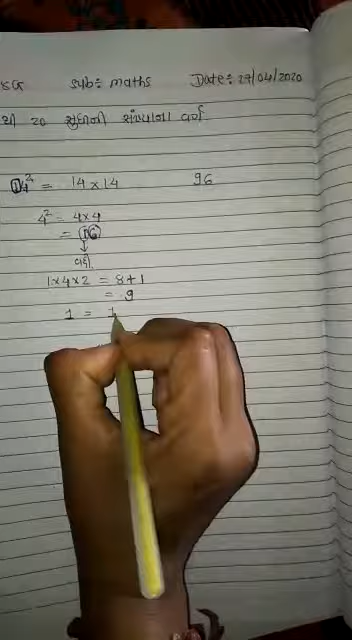 sub: maths Date: 27/04/2020
થી 20 સુધીની સંખ્યાના વર્ગ
14² = 14 x 14 96
4² = 4x4
= 16
↓
વદી
1x4x2 = 8+1
= 9
1 = 1